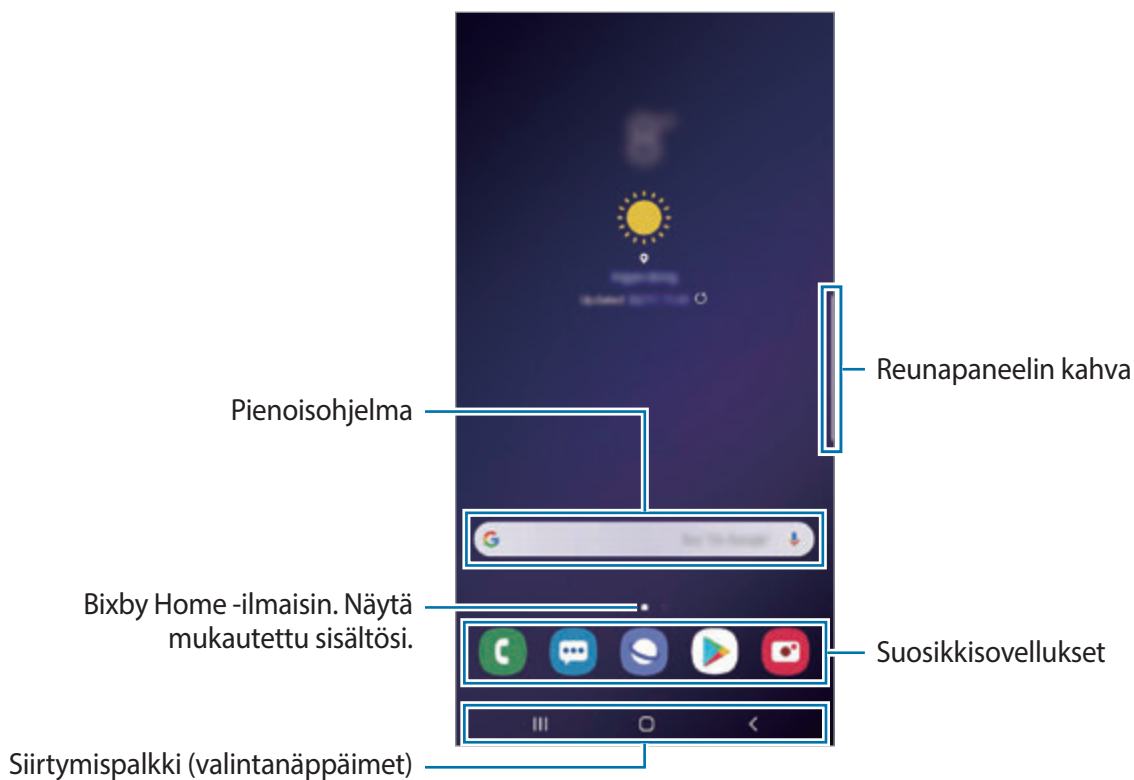 Reunapaneelin kahva
Pienoisohjelma
Bixby Home -ilmaisin. Näytä
mukautettu sisältösi.
Suosikkisovellukset
Siirtymispalkki (valintanäppäimet)